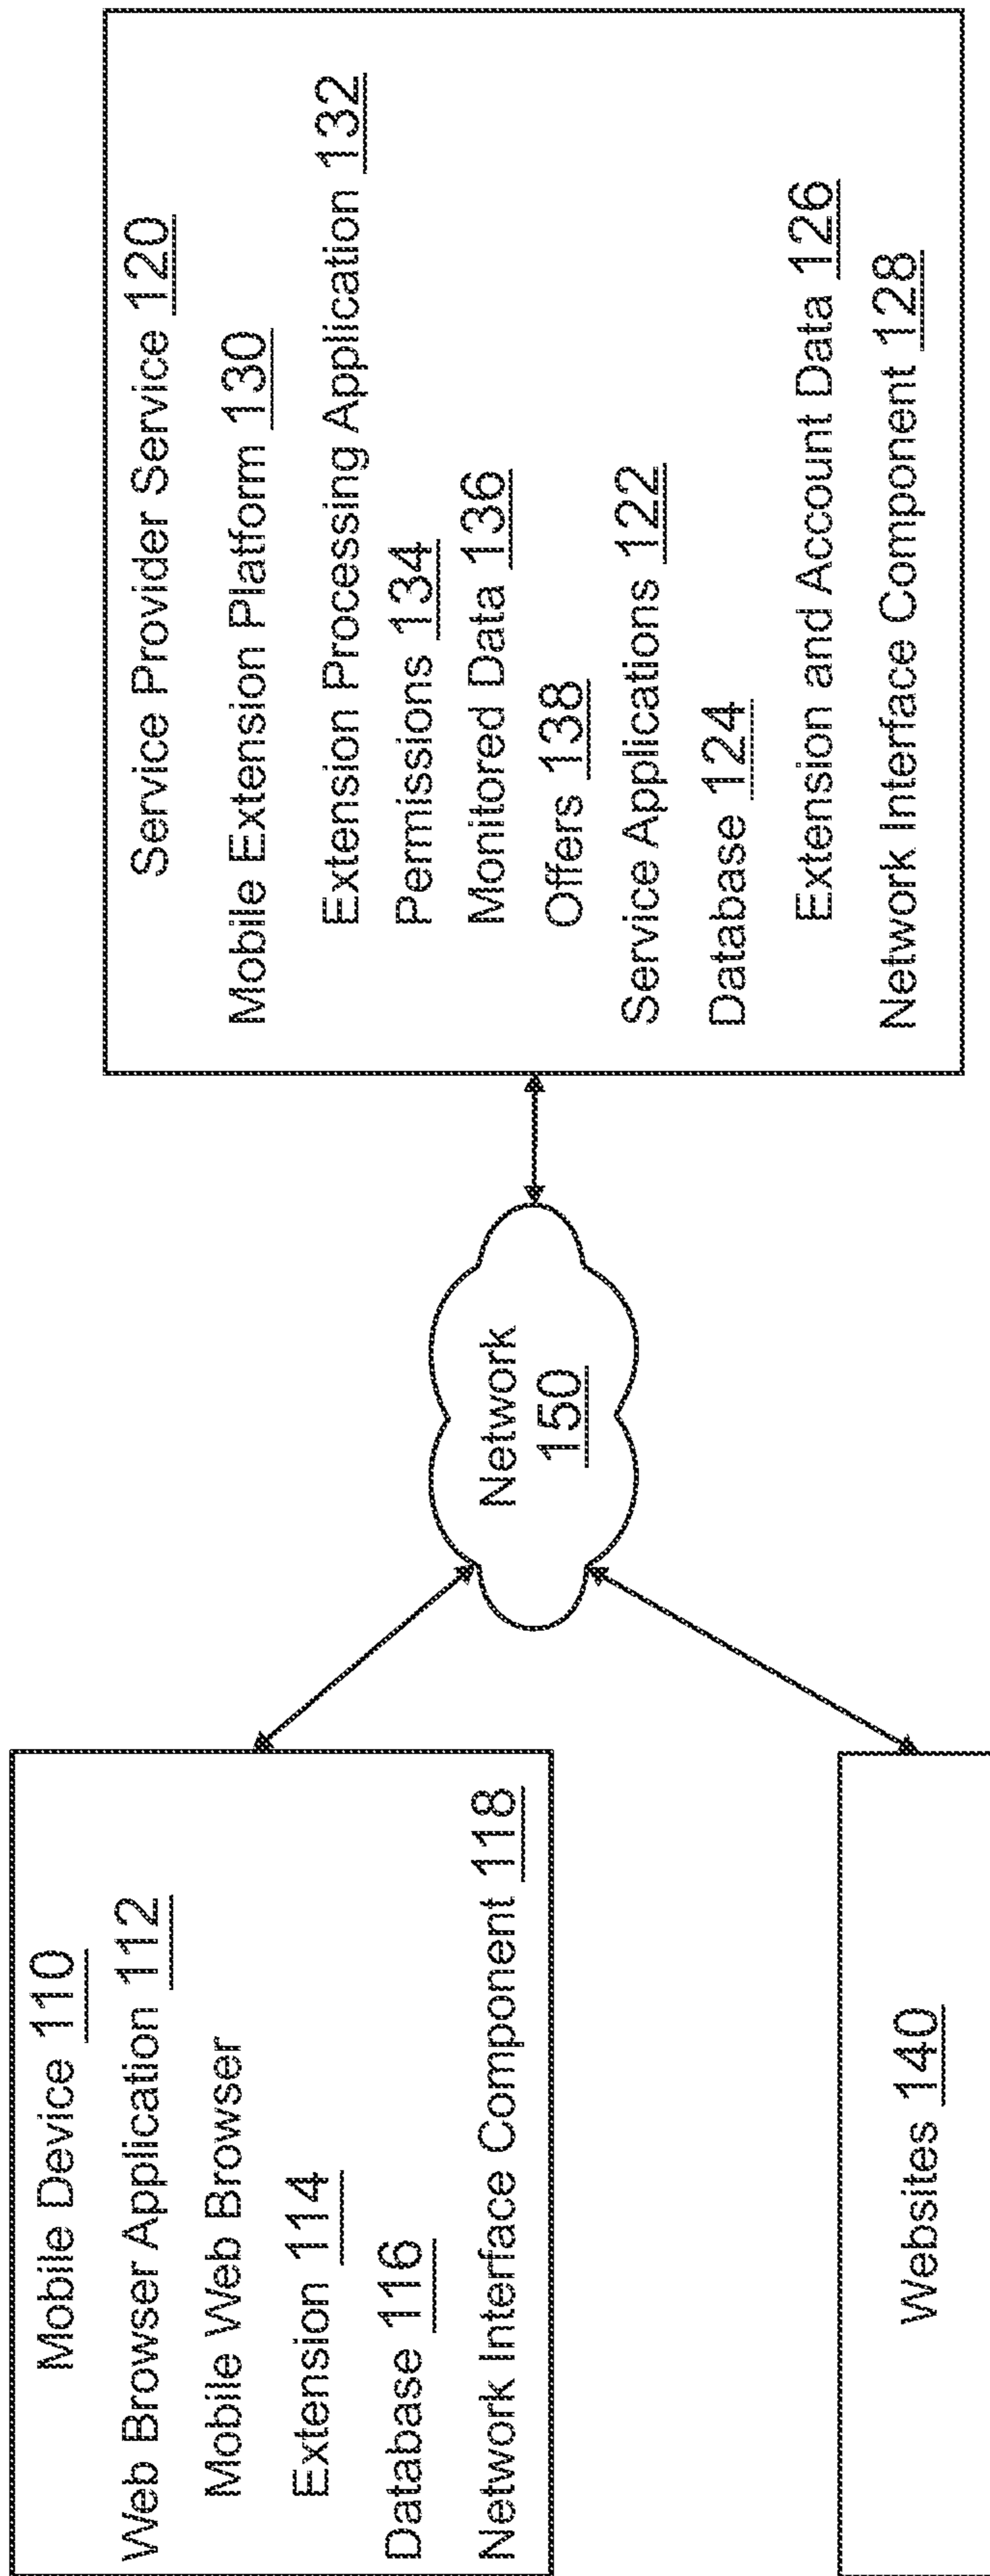 Mobile Device 110
Web Browser Application 112
Mobile Web Browser
Extension 114
Database 116
Network Interface Component 118
Websites 140
Network
150
Service Provider Service 120
Mobile Extension Platform 130
Extension Processing Application 132
Permissions 134
Monitored Data 136
Offers 138
Service Applications 122
Database 124
Extension and Account Data 126
Network Interface Component 128